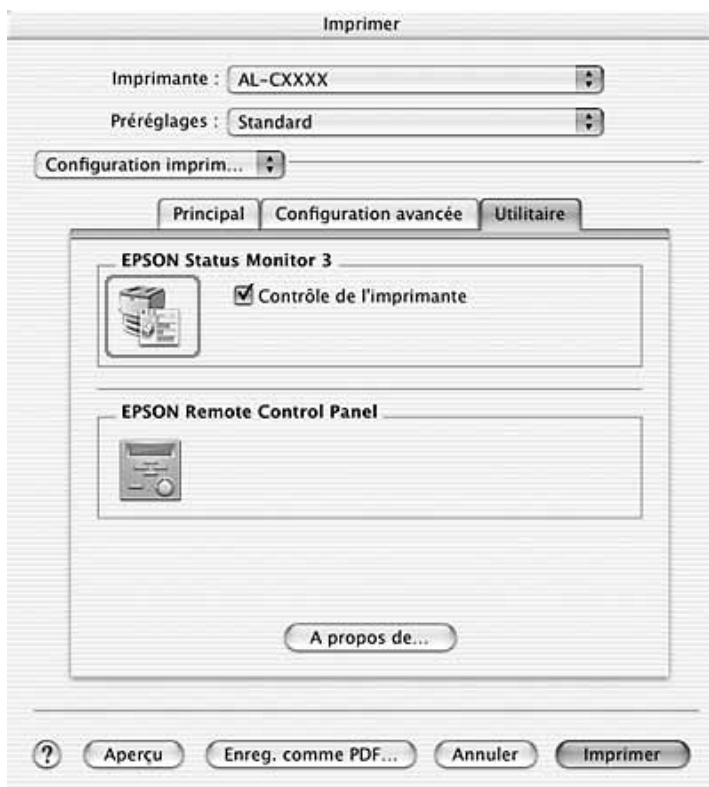 Imprimer
Imprimante : AL-CXXXX
Préréglages : Standard
Configuration imprim...
Principal Configuration avancée Utilitaire
EPSON Status Monitor 3
Contrôle de l'imprimante
EPSON Remote Control Panel
A propos de...
? Aperçu Enreg. comme PDF... Annuler Imprimer